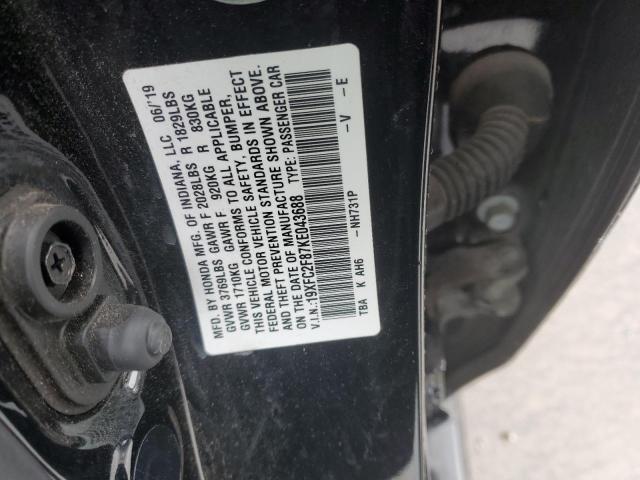 MFD. BY HONDA MFG. OF INDIANA, LLC 06/'19
GVWR 3769LBS GAWR F 2028LBS R 1829LBS
GVWR 1710KG GAWR F 920KG R 830KG
THIS VEHICLE CONFORMS TO ALL APPLICABLE
FEDERAL MOTOR VEHICLE SAFETY, BUMPER,
AND THEFT PREVENTION STANDARDS IN EFFECT
ON THE DATE OF MANUFACTURE SHOWN ABOVE.
V.I.N.: 19XFC2F87KE043688 TYPE: PASSENGER CAR
TBA K AH6 -NH731P -V -E